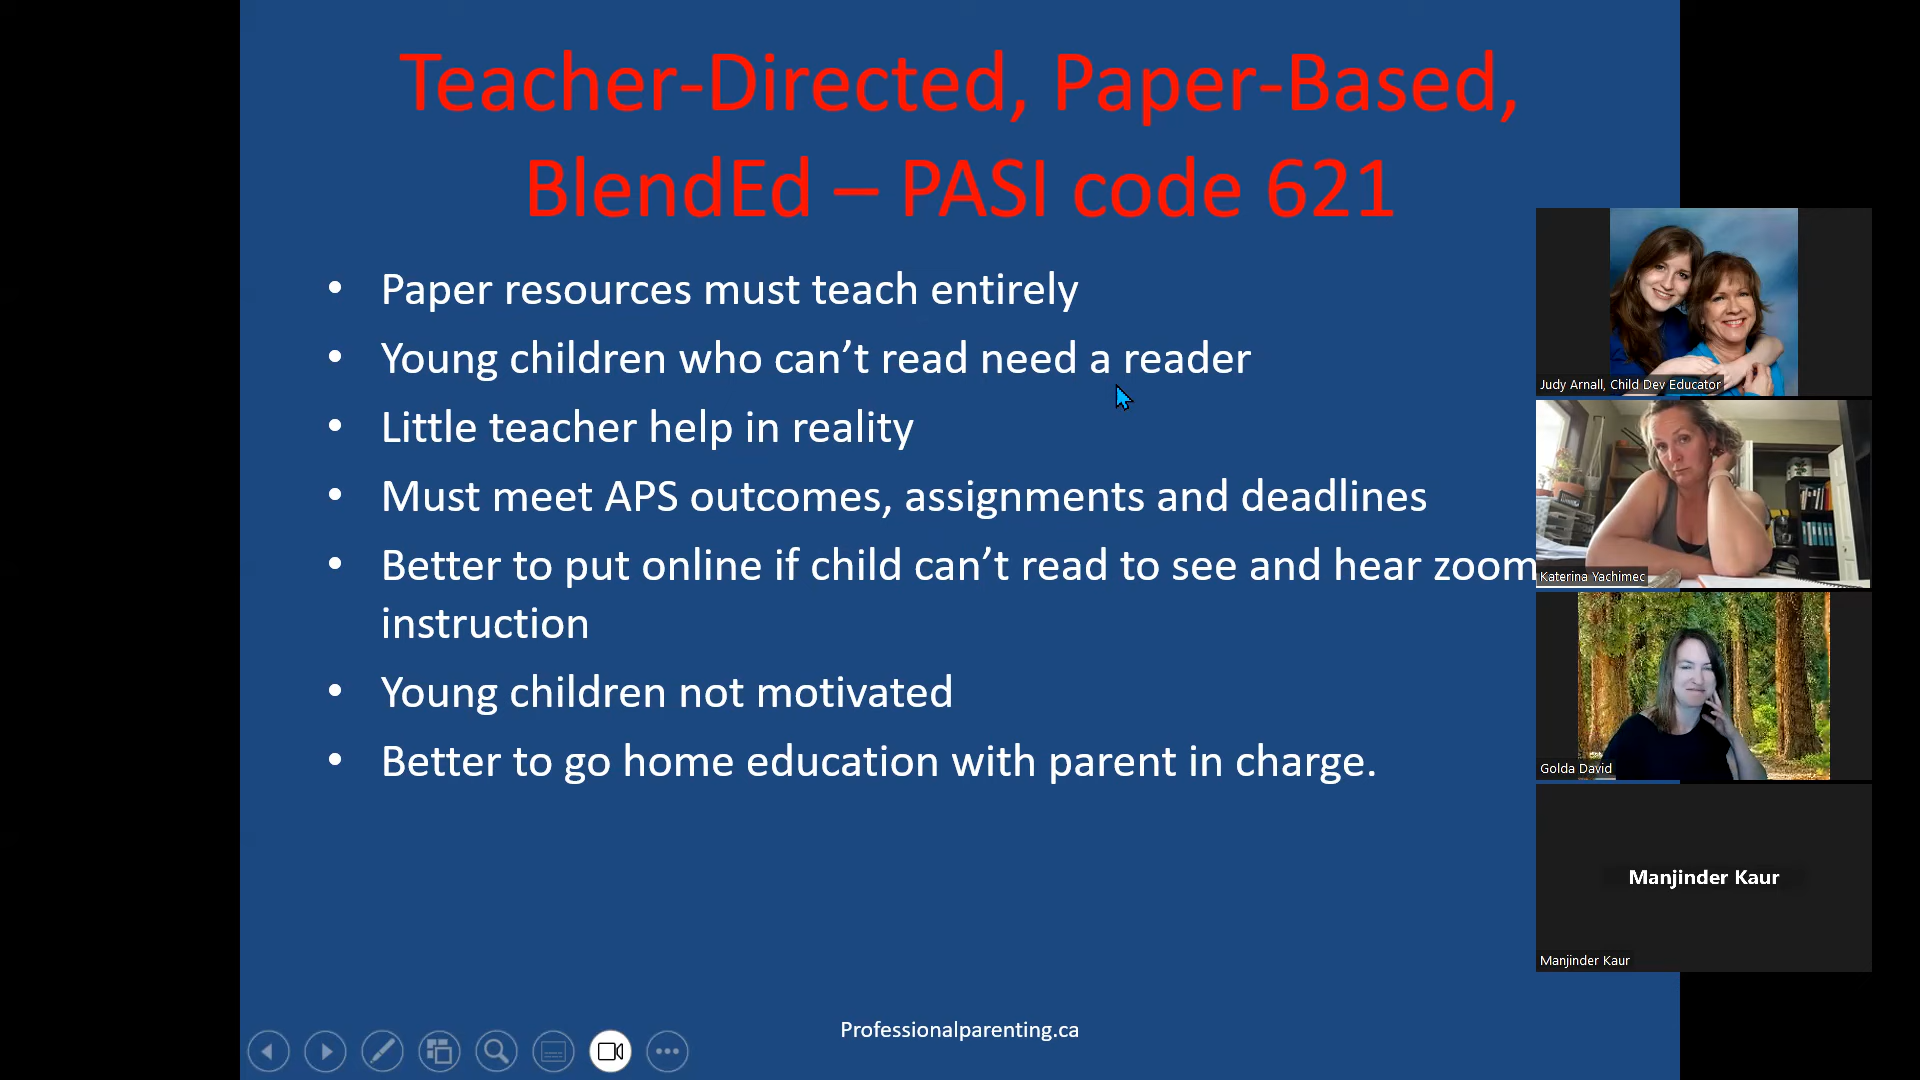 Teacher-Directed, Paper-Based,
BlendEd – PASI code 621
• Paper resources must teach entirely
• Young children who can’t read need a reader
• Little teacher help in reality
• Must meet APS outcomes, assignments and deadlines
• Better to put online if child can’t read to see and hear zoom
instruction
• Young children not motivated
• Better to go home education with parent in charge.
Professionalparenting.ca
Judy Arnall, Child Dev Educator
Katerina Yachimec
Golda David
Manjinder Kaur
Manjinder Kaur